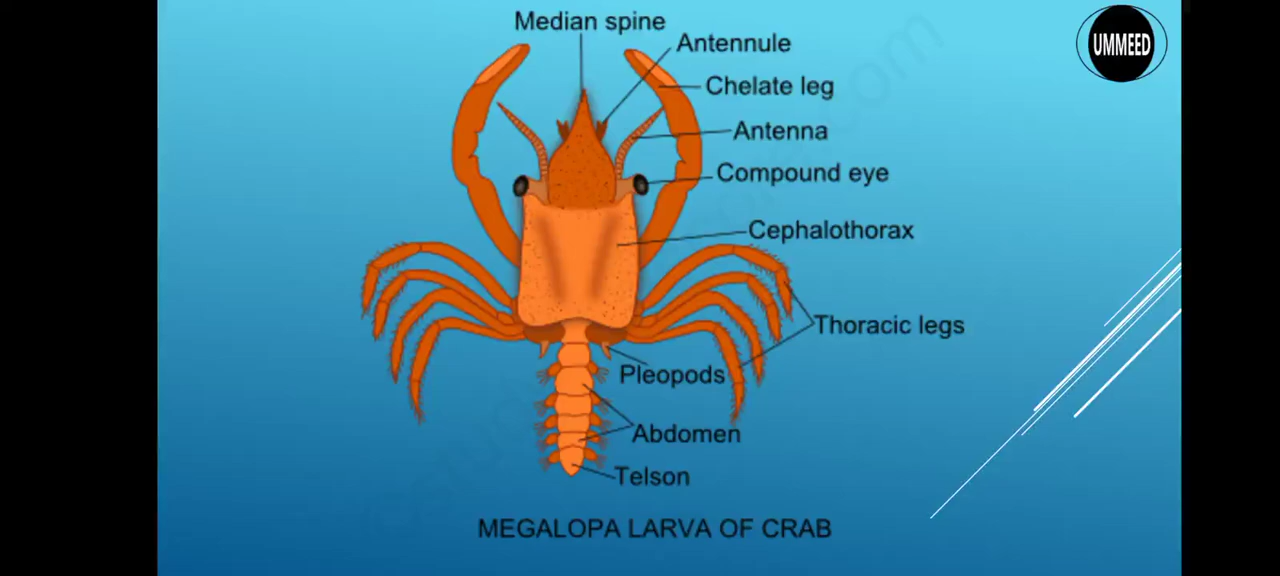 Median spine
Antennule
UMMEED
Chelate leg
Antenna
Compound eye
Cephalothorax
Thoracic legs
Pleopods
Abdomen
Telson
MEGALOPA LARVA OF CRAB